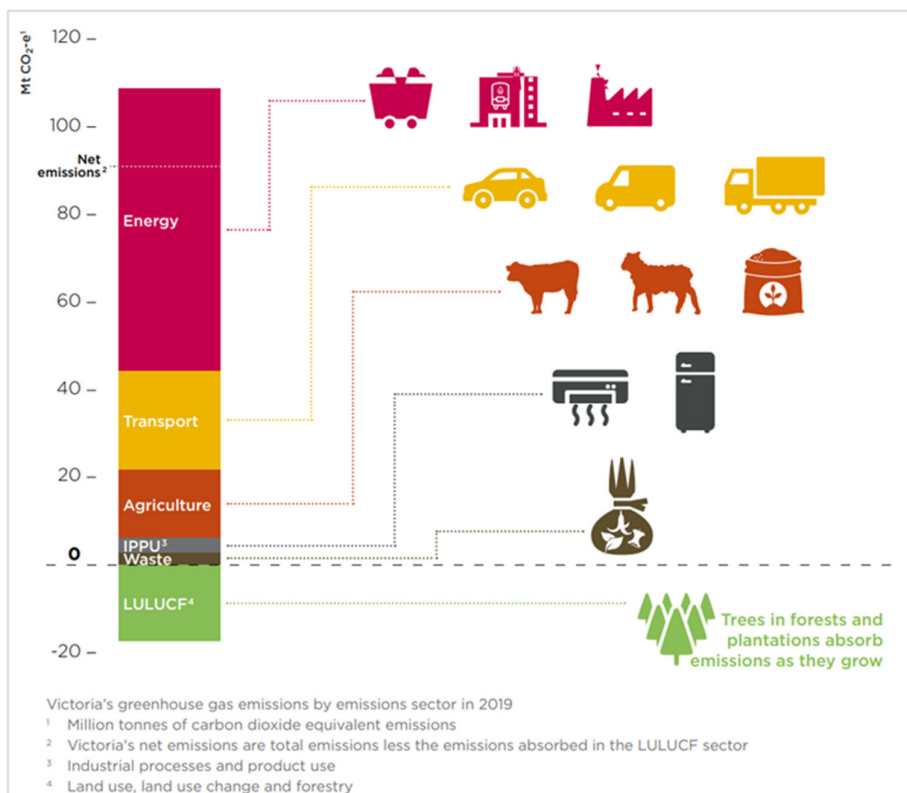 Mt CO₂-e¹
120
100
Net
emissions²
80
Energy
60
40
Transport
20
Agriculture
IPPU³
0
Waste
LULUCF⁴
-20
Trees in forests and
plantations absorb
emissions as they grow
Victoria's greenhouse gas emissions by emissions sector in 2019
¹ Million tonnes of carbon dioxide equivalent emissions
² Victoria's net emissions are total emissions less the emissions absorbed in the LULUCF sector
³ Industrial processes and product use
⁴ Land use, land use change and forestry